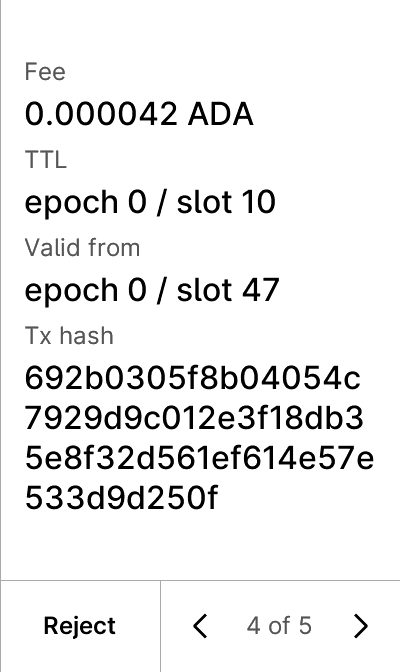 Fee
0.000042 ADA
TTL
epoch 0 / slot 10
Valid from
epoch 0 / slot 47
Tx hash
692b0305f8b04054c
7929d9c012e3f18db3
5e8f32d561ef614e57e
533d9d250f
Reject
4 of 5